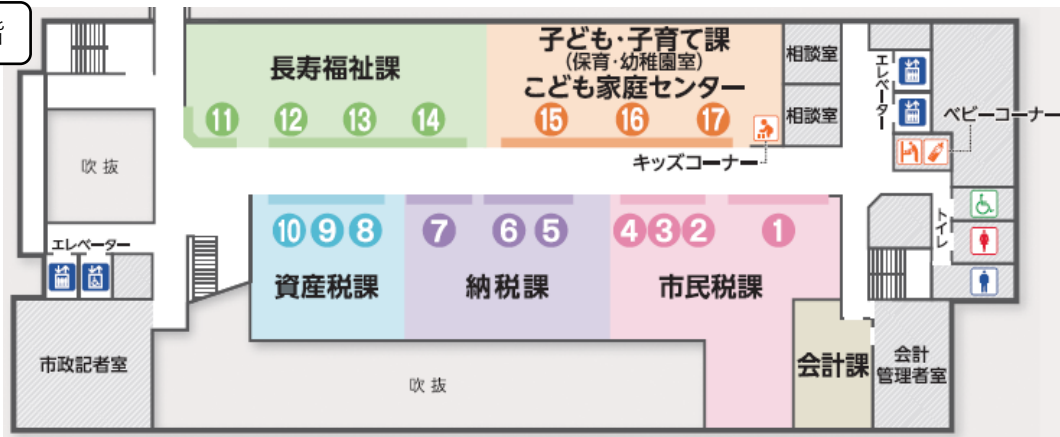 階
長寿福祉課
子ども・子育て課
(保育・幼稚園室)
こども家庭センター
相談室
相談室
エレベーター
ベビーコーナー
11
12
13
14
15
16
17
キッズコーナー
吹抜
エレベーター
10
9
8
7
6
5
4
3
2
1
トイレ
資産税課
納税課
市民税課
市政記者室
吹抜
会計課
会計
管理者室